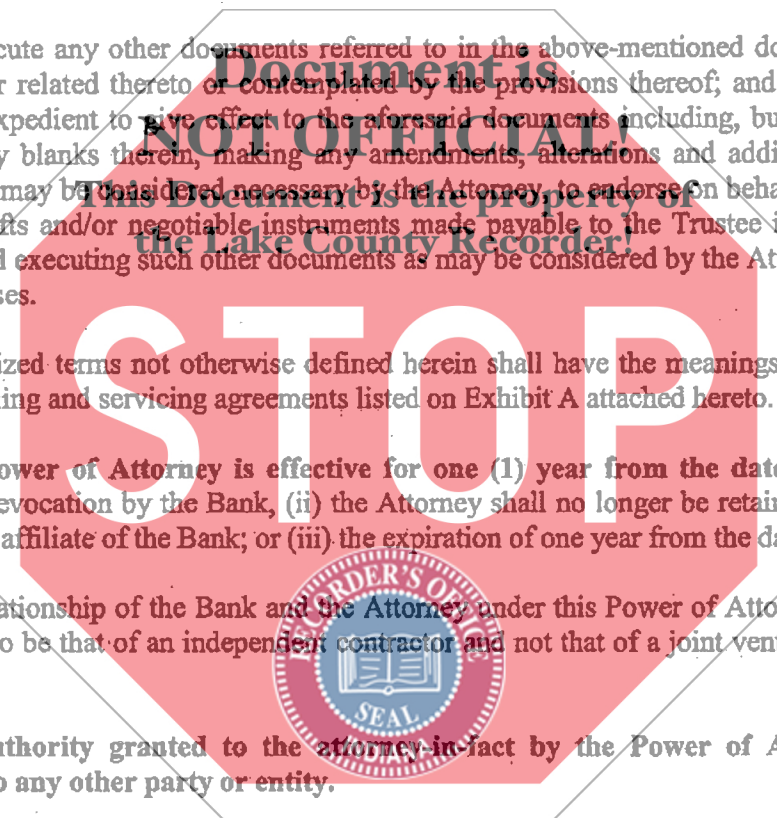 cute any other documents referred to in the above-mentioned do
r related thereto or contemplated by the provisions thereof; and
xpedient to give effect to the aforesaid documents including, bu
y blanks therein, making any amendments, alterations and addi
may be considered necessary by the Attorney, to endorse on beha
fts and/or negotiable instruments made payable to the Trustee
d executing such other documents as may be considered by the At
ses.
Document is
NOT OFFICIAL!
This Document is the property of
the Lake County Recorder!
STOP
ized terms not otherwise defined herein shall have the meanings
ing and servicing agreements listed on Exhibit A attached hereto.
ower of Attorney is effective for one (1) year from the date
evocation by the Bank, (ii) the Attorney shall no longer be retai
affiliate of the Bank; or (iii) the expiration of one year from the da
ationship of the Bank and the Attorney under this Power of Atto
o be that of an independent contractor and not that of a joint vent
RECORDER'S OFFICE
SEAL
INDIANA
uthority granted to the attorney-in-fact by the Power of A
o any other party or entity.